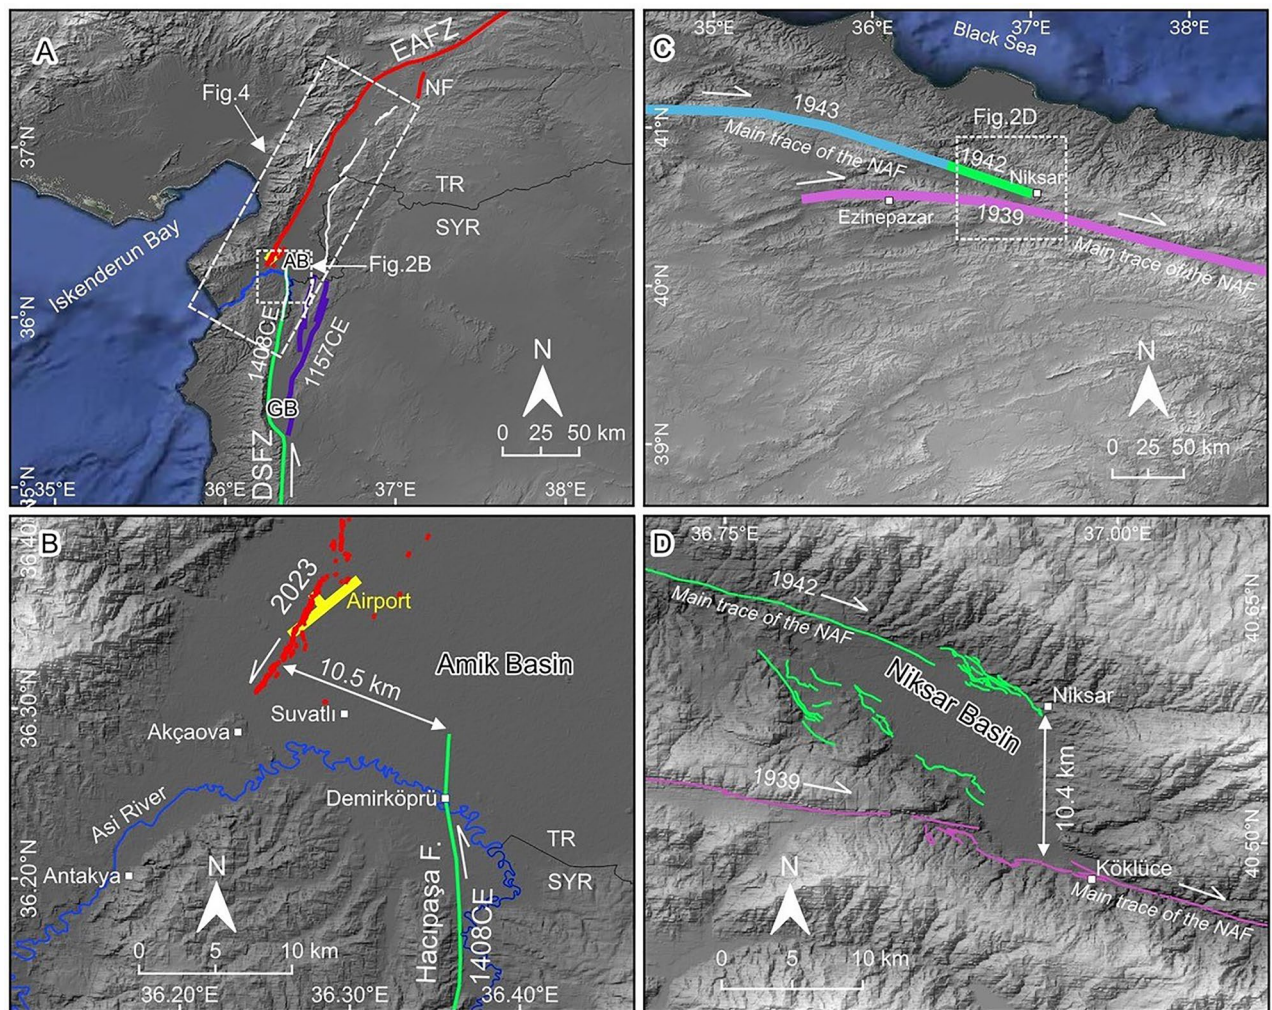 A
EAFZ
NF
Fig.4
37°N
TR
SYR
Iskenderun Bay
AB
Fig.2B
36°N
1408CE
1157CE
GB
DSFZ
N
0 25 50 km
35°N
35°E
36°E
37°E
38°E
C
35°E
36°E
37°E
38°E
Black Sea
Fig.2D
41°N
1943
Main trace of the NAF
1942
Niksar
Ezinepazar
1939
Main trace of the NAF
40°N
39°N
N
0 25 50 km
B
36.40°N
2023
Airport
10.5 km
Amik Basin
36.30°N
Suvatlı
Akçaova
Asi River
Demirköprü
Antakya
36.20°N
N
TR
SYR
Hacıpaşa F.
1408CE
0 5 10 km
36.20°E
36.30°E
36.40°E
D
36.75°E
37.00°E
1942
Main trace of the NAF
40.65°N
Niksar Basin
Niksar
1939
10.4 km
40.50°N
Köklüce
Main trace of the NAF
N
0 5 10 km